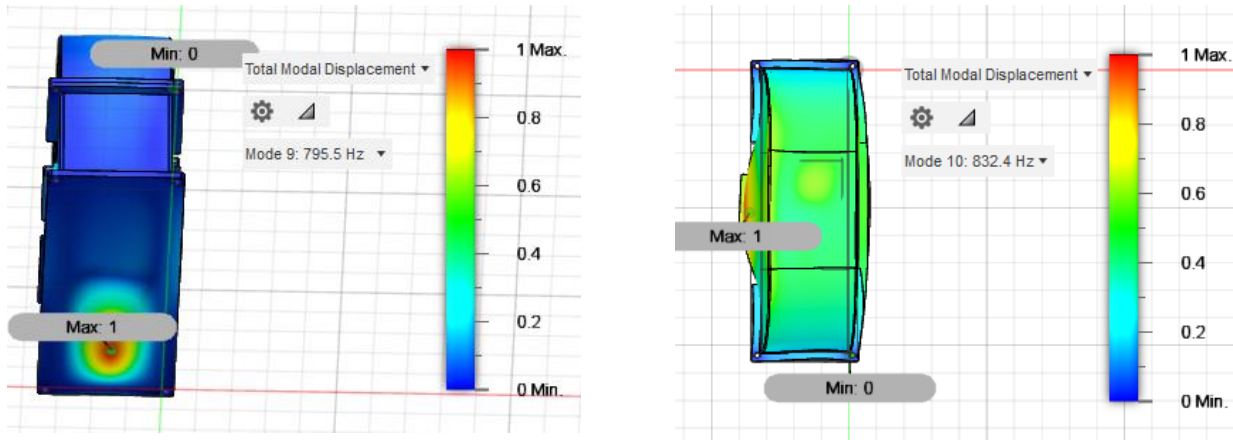 Min: 0
Total Modal Displacement
Mode 9: 795.5 Hz
Max: 1
1 Max.
0.8
0.6
0.4
0.2
0 Min.
Total Modal Displacement
Mode 10: 832.4 Hz
Max: 1
Min: 0
1 Max.
0.8
0.6
0.4
0.2
0 Min.